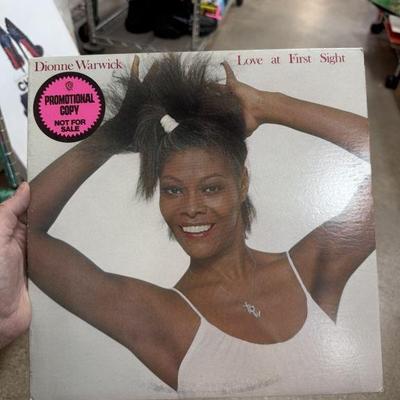 Dionne Warwick
Love at First Sight
PROMOTIONAL
COPY
NOT FOR
SALE